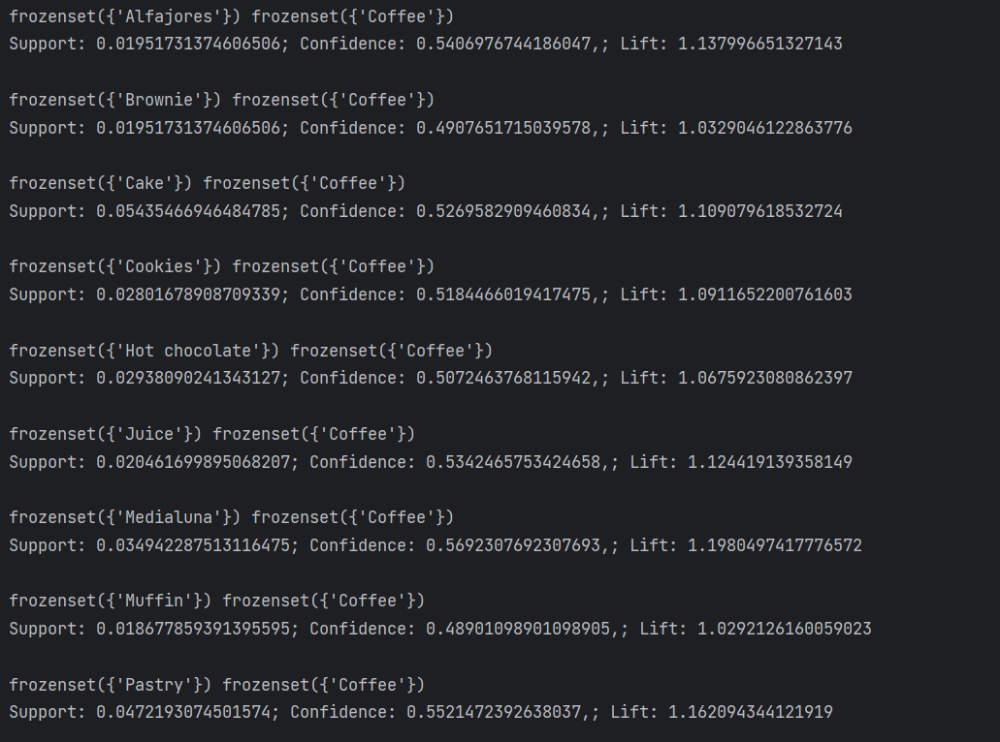 frozenset({'Alfajores'}) frozenset({'Coffee'})
Support: 0.01951731374606506; Confidence: 0.5406976744186047,; Lift: 1.137996651327143
frozenset({'Brownie'}) frozenset({'Coffee'})
Support: 0.01951731374606506; Confidence: 0.4907651715039578,; Lift: 1.0329046122863776
frozenset({'Cake'}) frozenset({'Coffee'})
Support: 0.05435466946484785; Confidence: 0.5269582909460834,; Lift: 1.109079618532724
frozenset({'Cookies'}) frozenset({'Coffee'})
Support: 0.02801678908709339; Confidence: 0.5184466019417475,; Lift: 1.0911652200761603
frozenset({'Hot chocolate'}) frozenset({'Coffee'})
Support: 0.02938090241343127; Confidence: 0.5072463768115942,; Lift: 1.0675923080862397
frozenset({'Juice'}) frozenset({'Coffee'})
Support: 0.020461699895068207; Confidence: 0.5342465753424658,; Lift: 1.124419139358149
frozenset({'Medialuna'}) frozenset({'Coffee'})
Support: 0.034942287513116475; Confidence: 0.5692307692307693,; Lift: 1.1980497417776572
frozenset({'Muffin'}) frozenset({'Coffee'})
Support: 0.018677859391395595; Confidence: 0.48901098901098905,; Lift: 1.0292126160059023
frozenset({'Pastry'}) frozenset({'Coffee'})
Support: 0.0472193074501574; Confidence: 0.5521472392638037,; Lift: 1.162094344121919